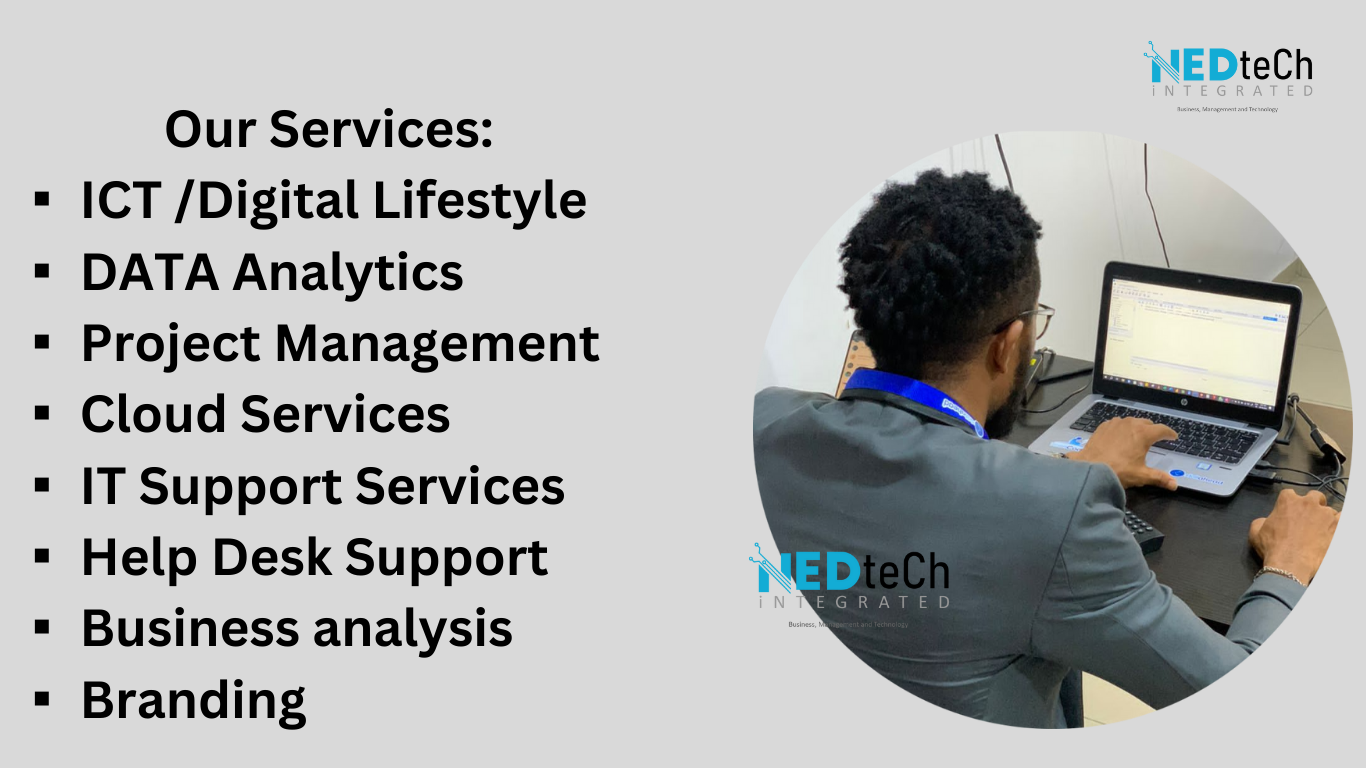 NEDteCh
iNTEGRATED
Business, Management and Technology
Our Services:
▪ ICT /Digital Lifestyle
▪ DATA Analytics
▪ Project Management
▪ Cloud Services
▪ IT Support Services
▪ Help Desk Support
▪ Business analysis
▪ Branding
NEDteCh
iNTEGRATED
Business, Management and Technology
hp